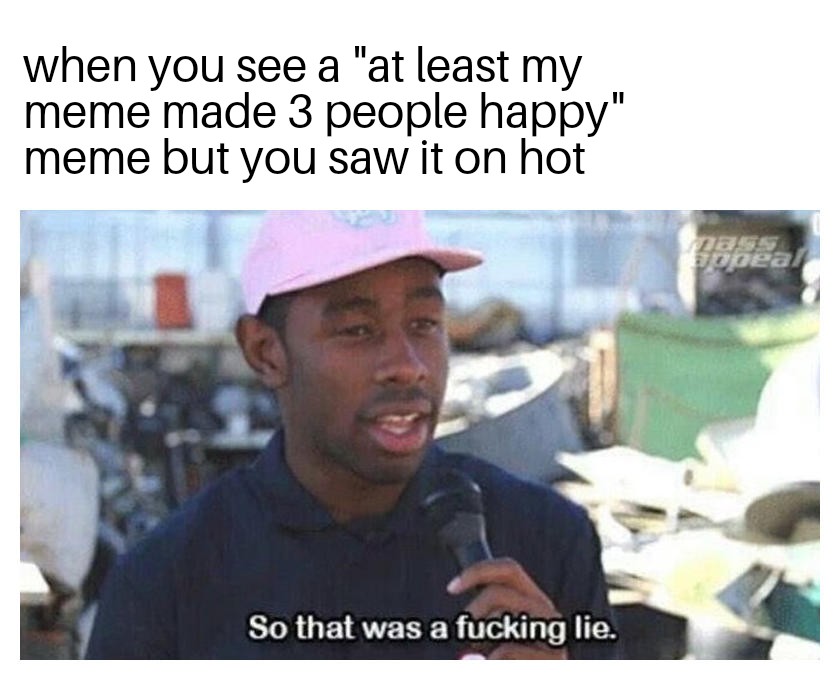 when you see a "at least my
meme made 3 people happy"
meme but you saw it on hot
mass
appeal
So that was a fucking lie.